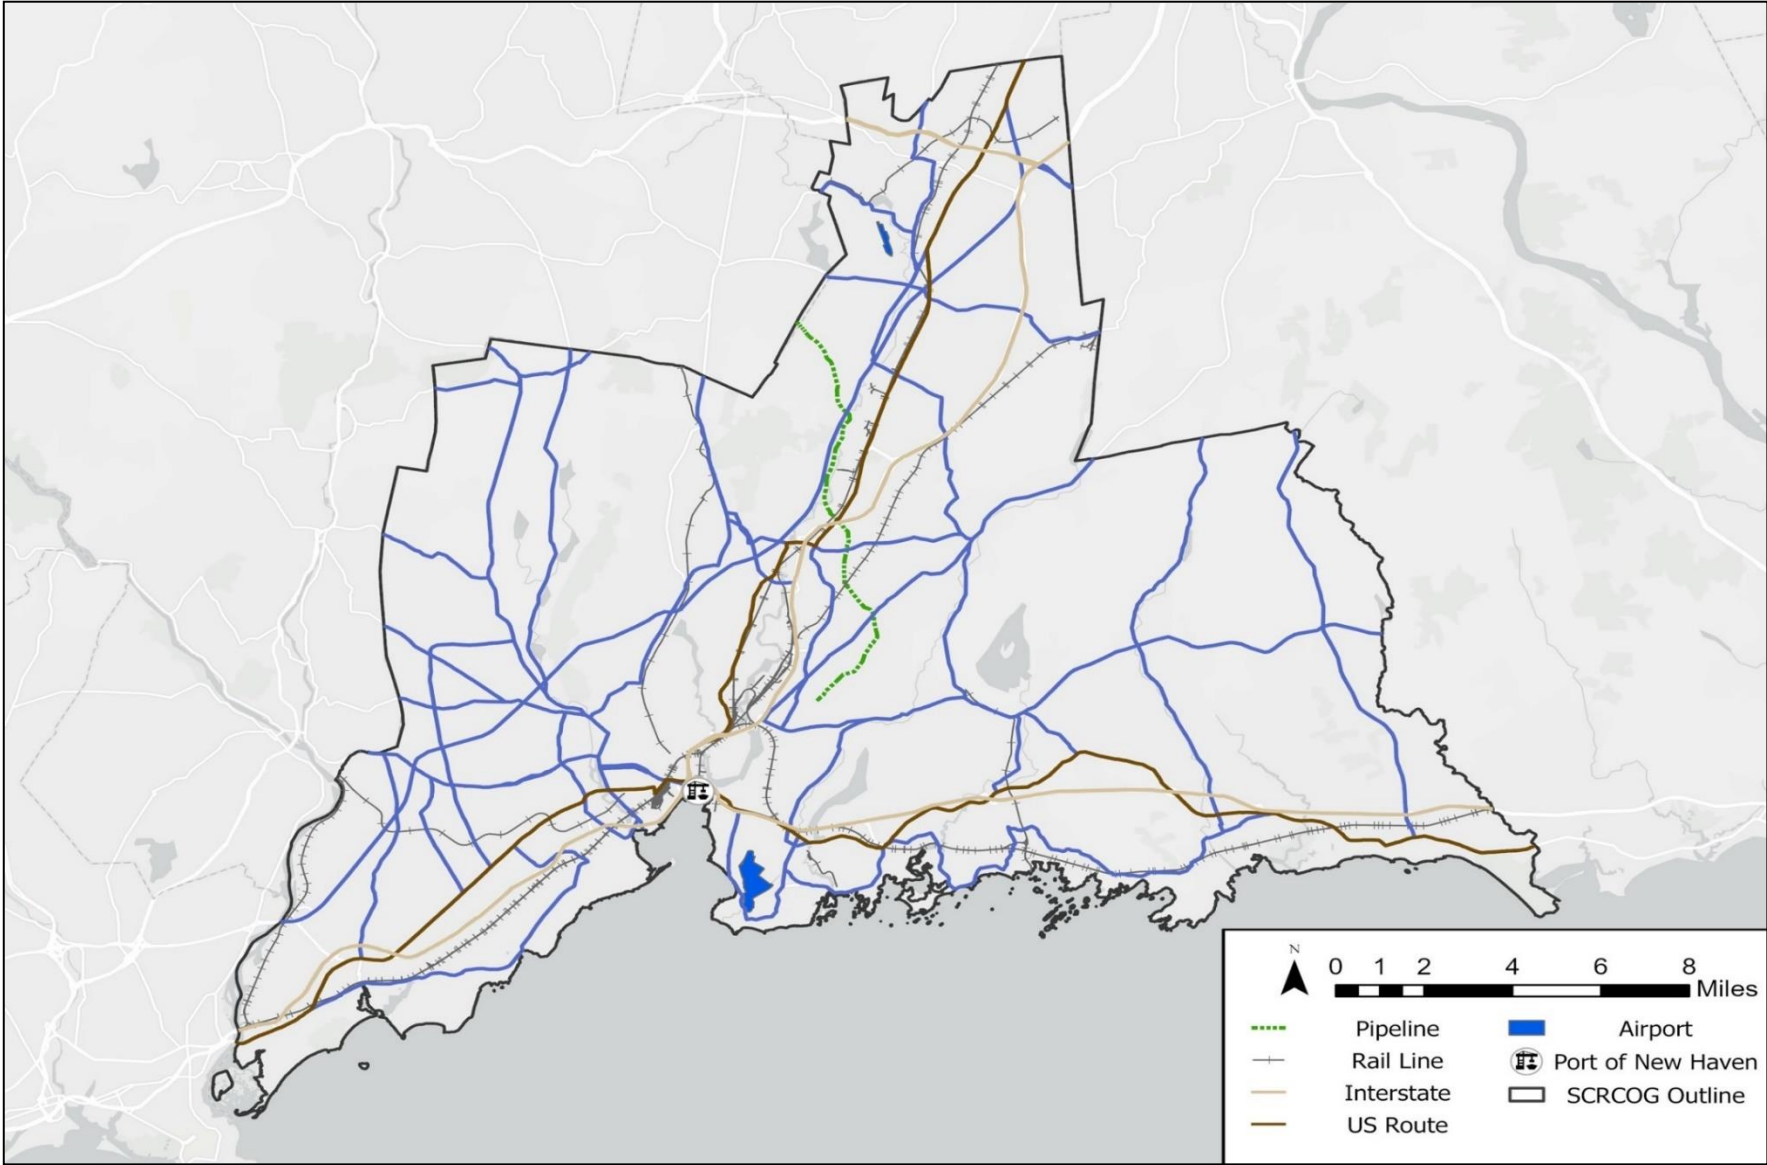 N
0 1 2 4 6 8
Miles
Pipeline
Airport
Rail Line
Port of New Haven
Interstate
SCRCOG Outline
US Route